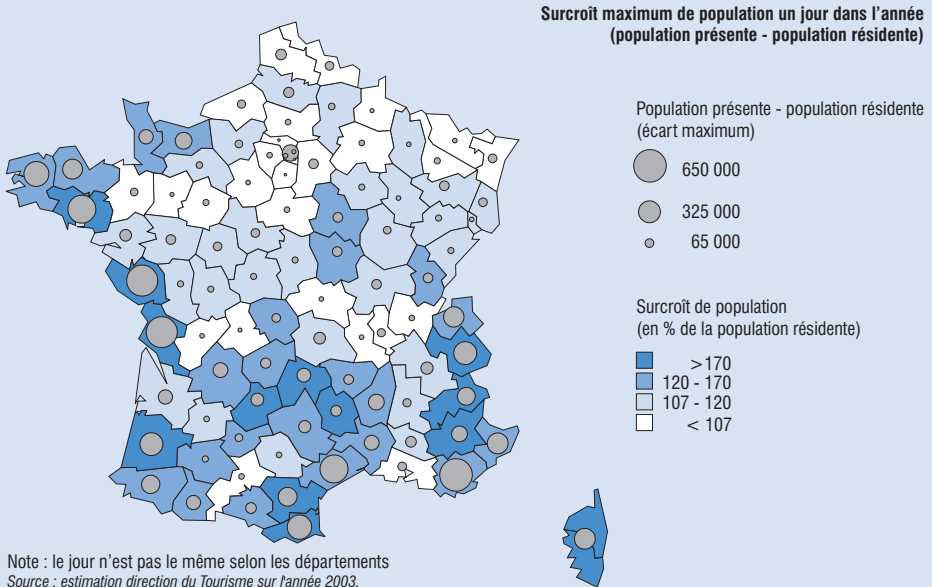 Surcroît maximum de population un jour dans l'année
(population présente - population résidente)
Population présente - population résidente
(écart maximum)
650 000
325 000
65 000
Surcroît de population
(en % de la population résidente)
>170
120 - 170
107 - 120
< 107
Note : le jour n'est pas le même selon les départements
Source : estimation direction du Tourisme sur l'année 2003.